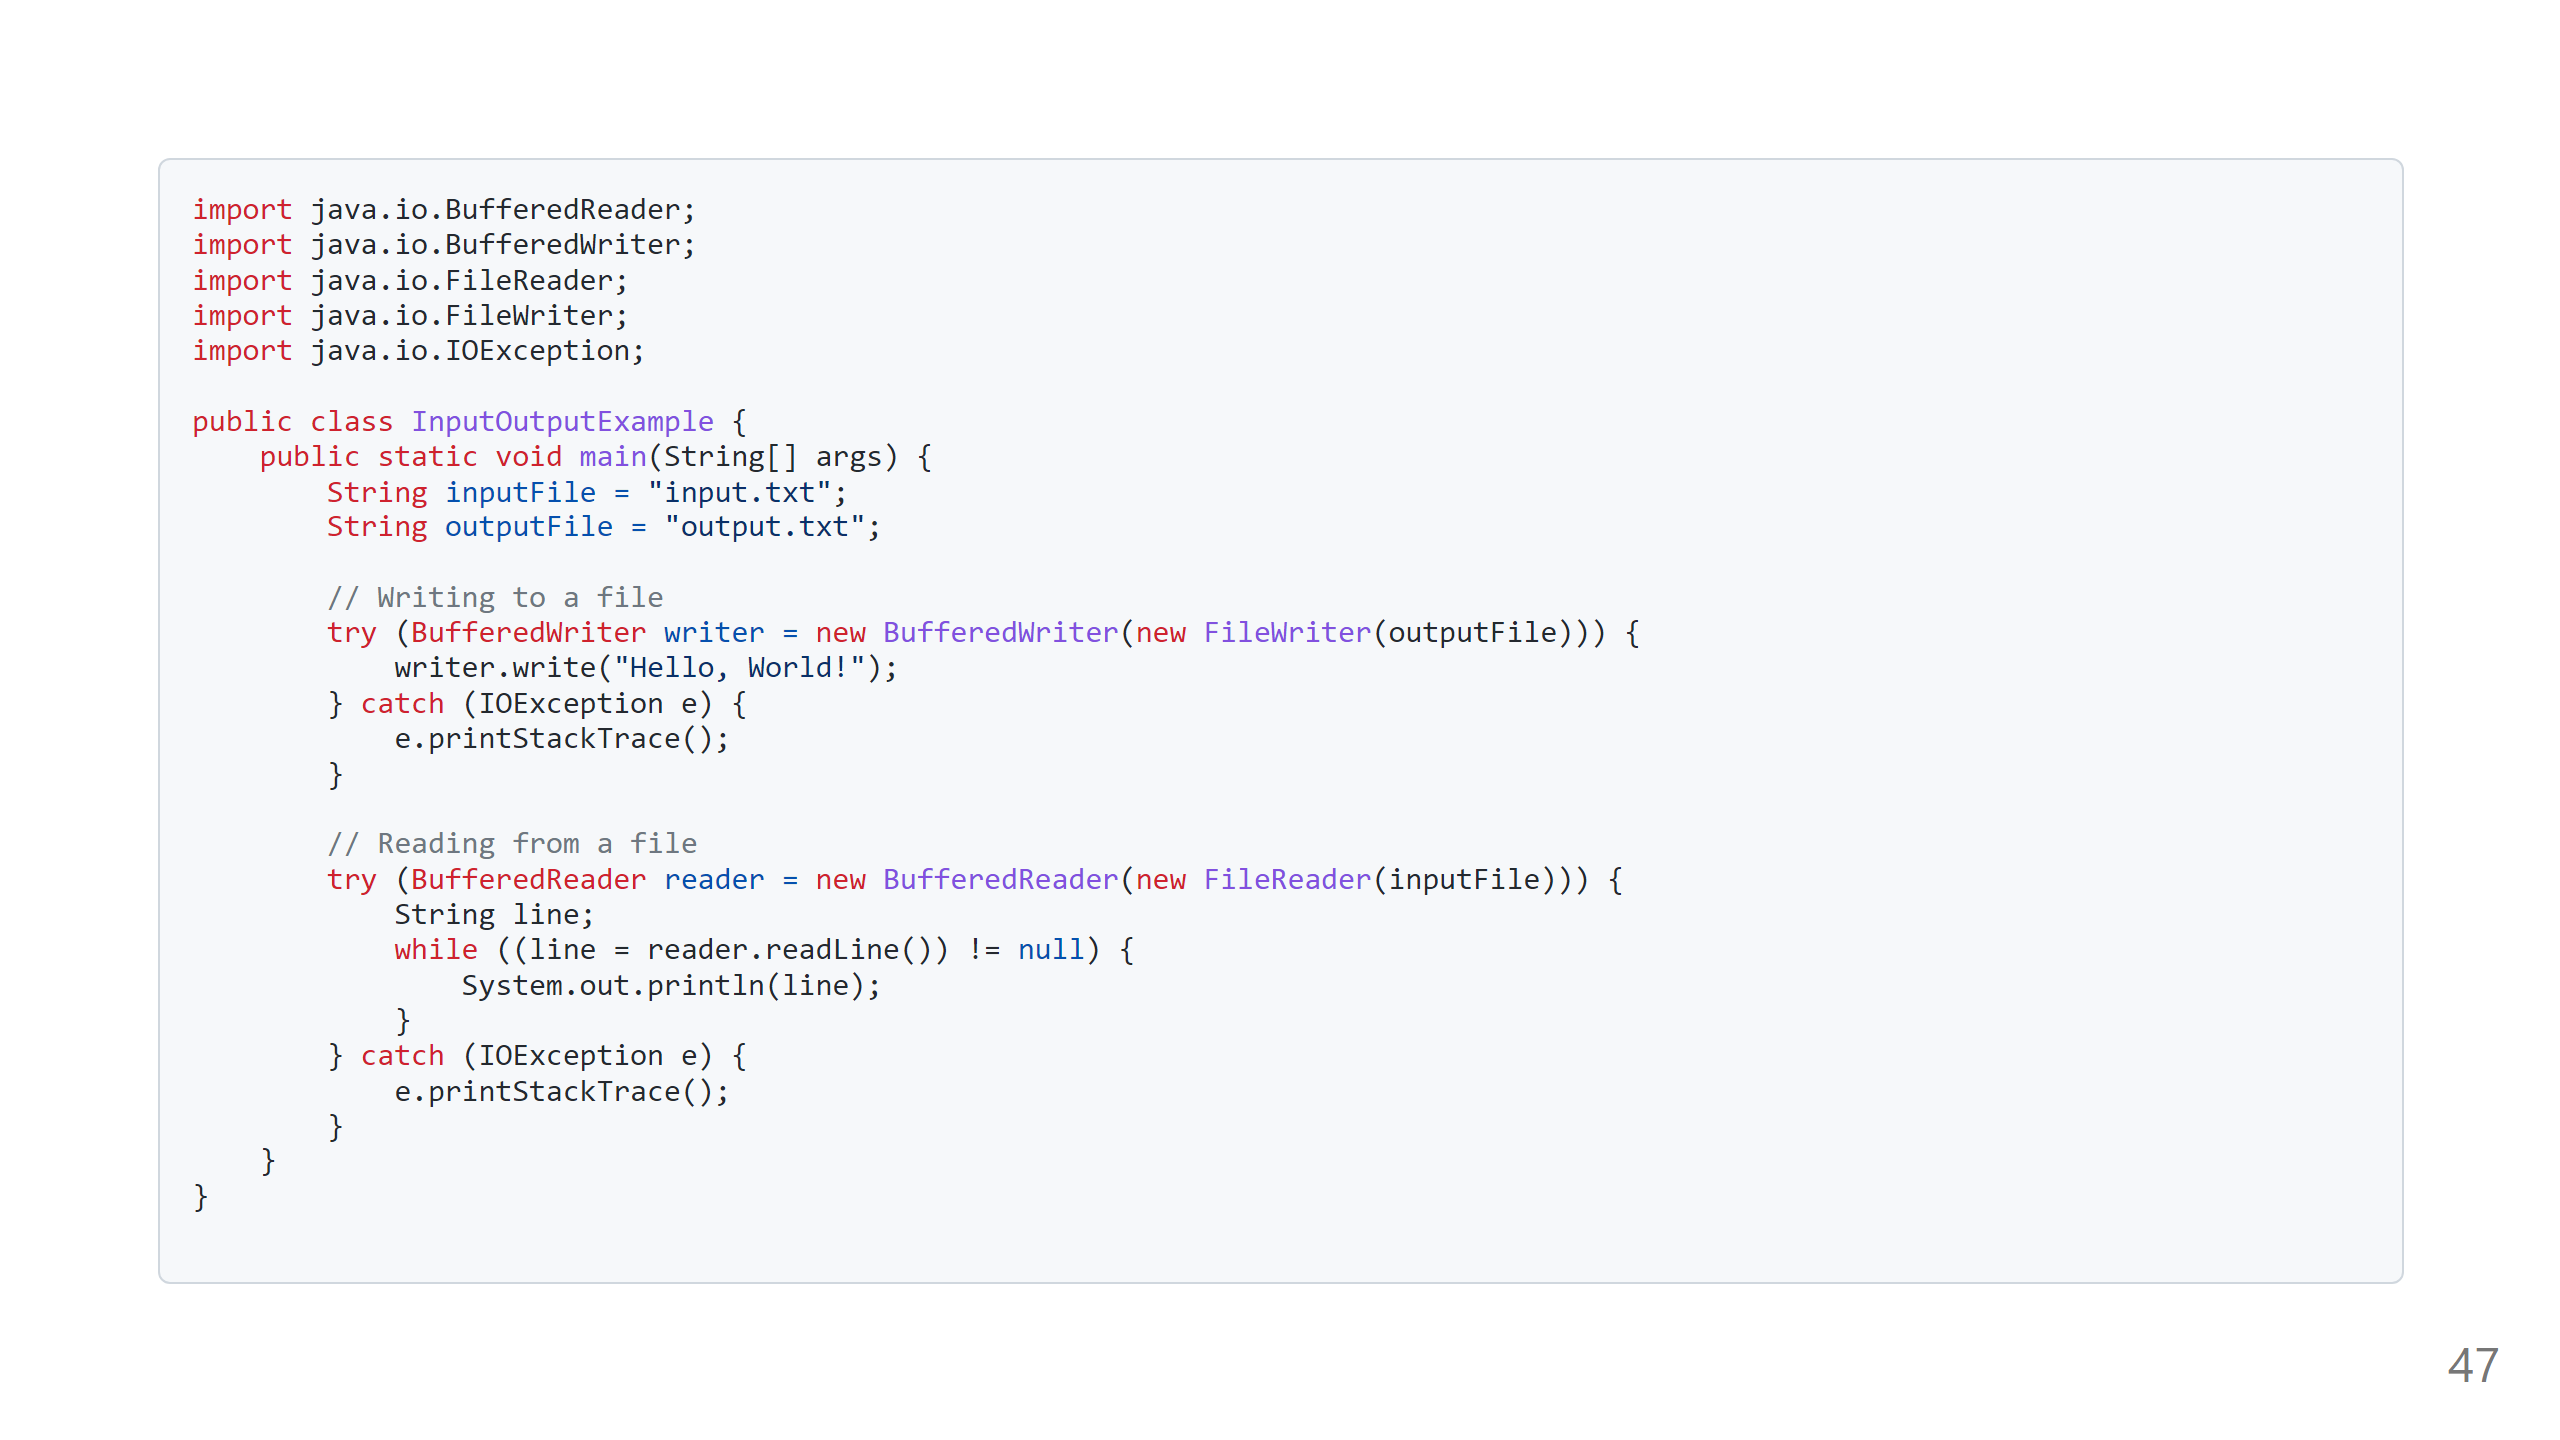 import java.io.BufferedReader;
import java.io.BufferedWriter;
import java.io.FileReader;
import java.io.FileWriter;
import java.io.IOException;

public class InputOutputExample {
    public static void main(String[] args) {
        String inputFile = "input.txt";
        String outputFile = "output.txt";

        // Writing to a file
        try (BufferedWriter writer = new BufferedWriter(new FileWriter(outputFile))) {
            writer.write("Hello, World!");
        } catch (IOException e) {
            e.printStackTrace();
        }

        // Reading from a file
        try (BufferedReader reader = new BufferedReader(new FileReader(inputFile))) {
            String line;
            while ((line = reader.readLine()) != null) {
                System.out.println(line);
            }
        } catch (IOException e) {
            e.printStackTrace();
        }
    }
}
47